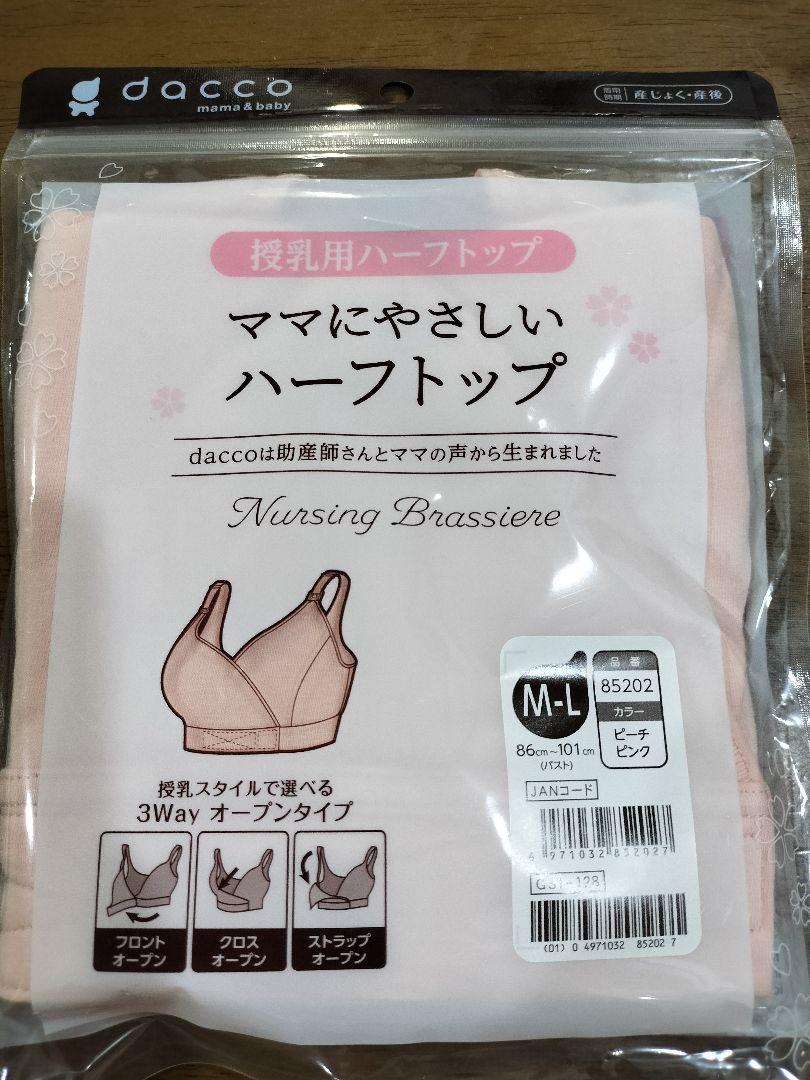 dacco
mama & baby
着用時期 産じょく・産後
授乳用ハーフトップ
ママにやさしい
ハーフトップ
daccoは助産師さんとママの声から生まれました
Nursing Brassiere
M-L
86cm~101cm
(バスト)
品番
85202
カラー
ピーチ
ピンク
JANコード
4 971032 852027
GS1-128
(01) 0 4971032 85202 7
授乳スタイルで選べる
3Way オープンタイプ
フロント
オープン
クロス
オープン
ストラップ
オープン